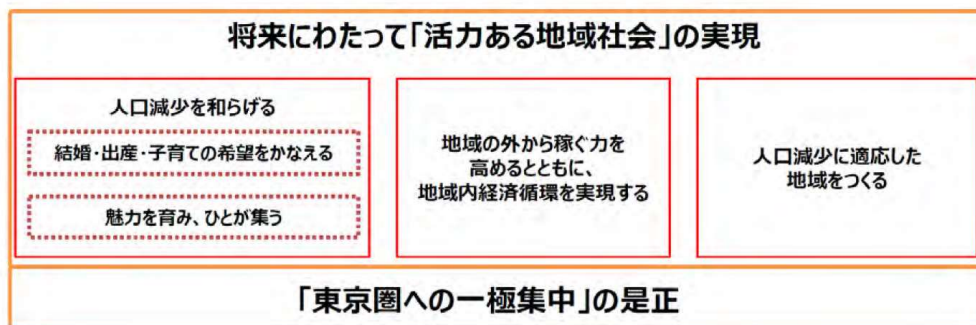 将来にわたって「活力ある地域社会」の実現
人口減少を和らげる
結婚・出産・子育ての希望をかなえる
魅力を育み、ひとが集う
地域の外から稼ぐ力を
高めるとともに、
地域内経済循環を実現する
人口減少に適応した
地域をつくる
「東京圏への一極集中」の是正